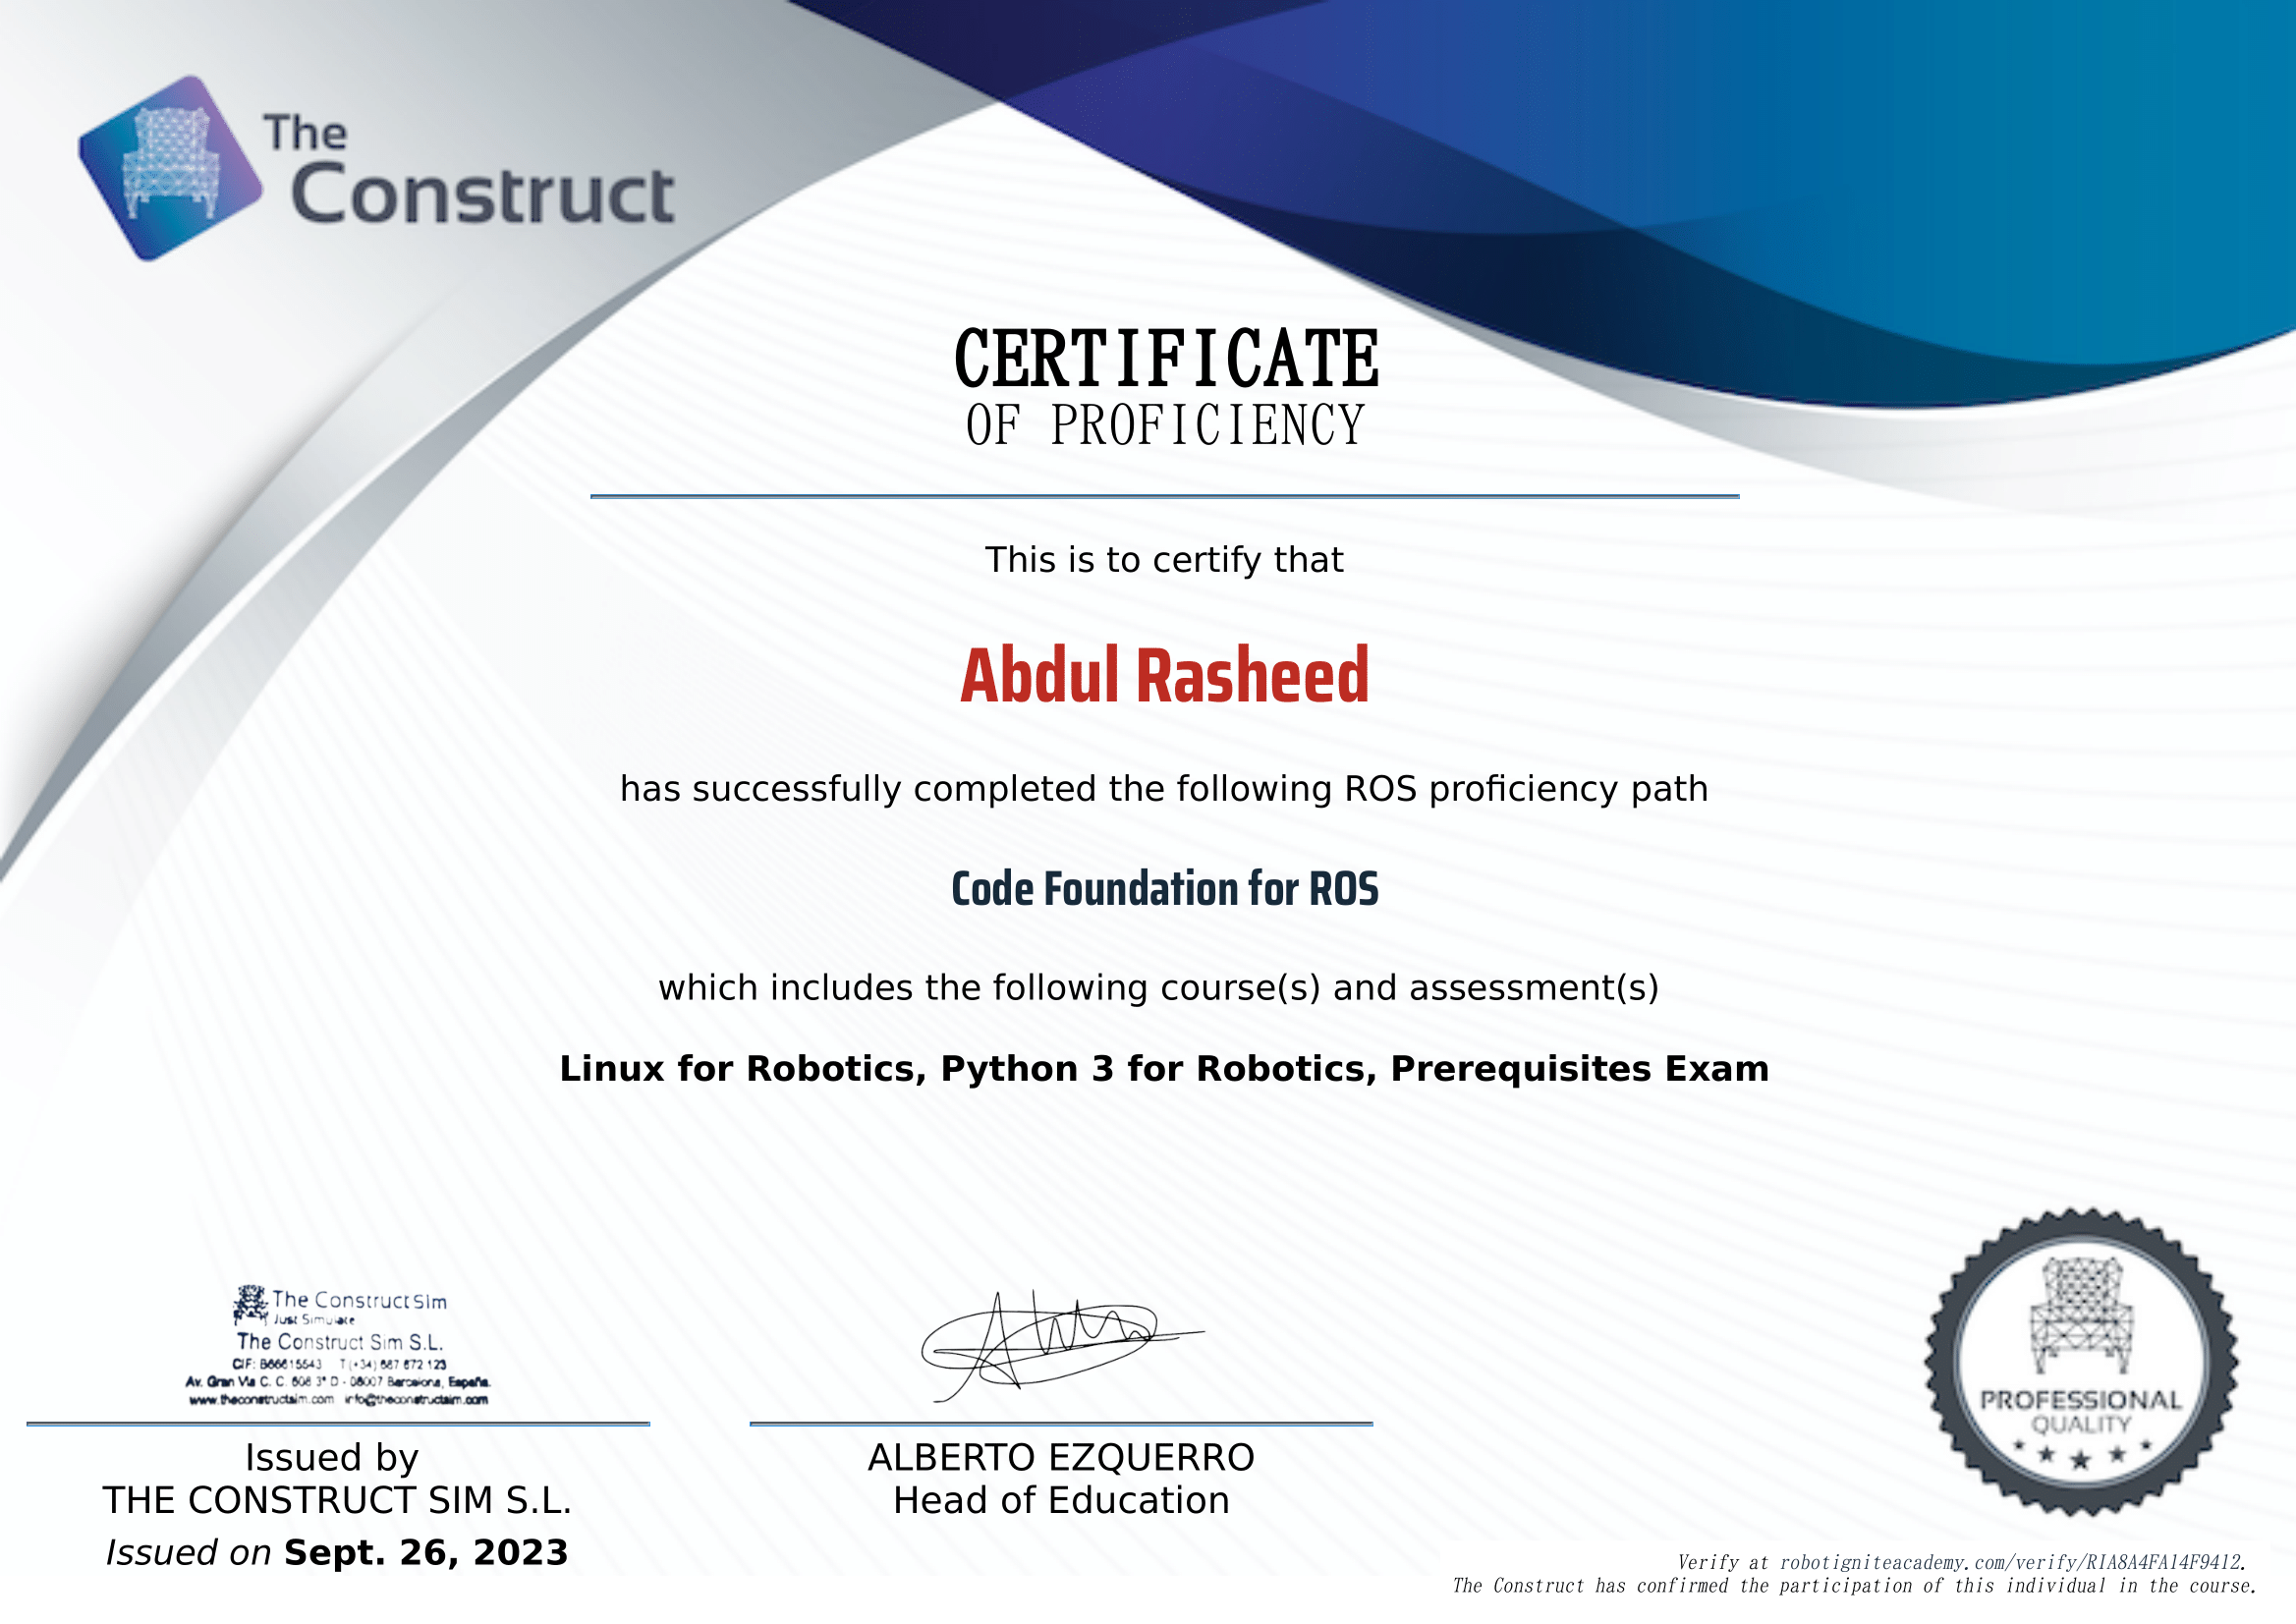 The
Construct
CERTIFICATE
OF PROFICIENCY
This is to certify that
Abdul Rasheed
has successfully completed the following ROS proficiency path
Code Foundation for ROS
which includes the following course(s) and assessment(s)
Linux for Robotics, Python 3 for Robotics, Prerequisites Exam
The Construct Sim
Just Simulate
The Construct Sim S.L.
CIF: B66615543 T (+34) 687 672 123
Av. Gran Via C. C. 608 3° D - 08007 Barcelona, España.
www.theconstructsim.com info@theconstructsim.com
Issued by
THE CONSTRUCT SIM S.L.
Issued on Sept. 26, 2023
ALBERTO EZQUERRO
Head of Education
PROFESSIONAL
QUALITY
Verify at robotigniteacademy.com/verify/RIA8A4FA14F9412.
The Construct has confirmed the participation of this individual in the course.